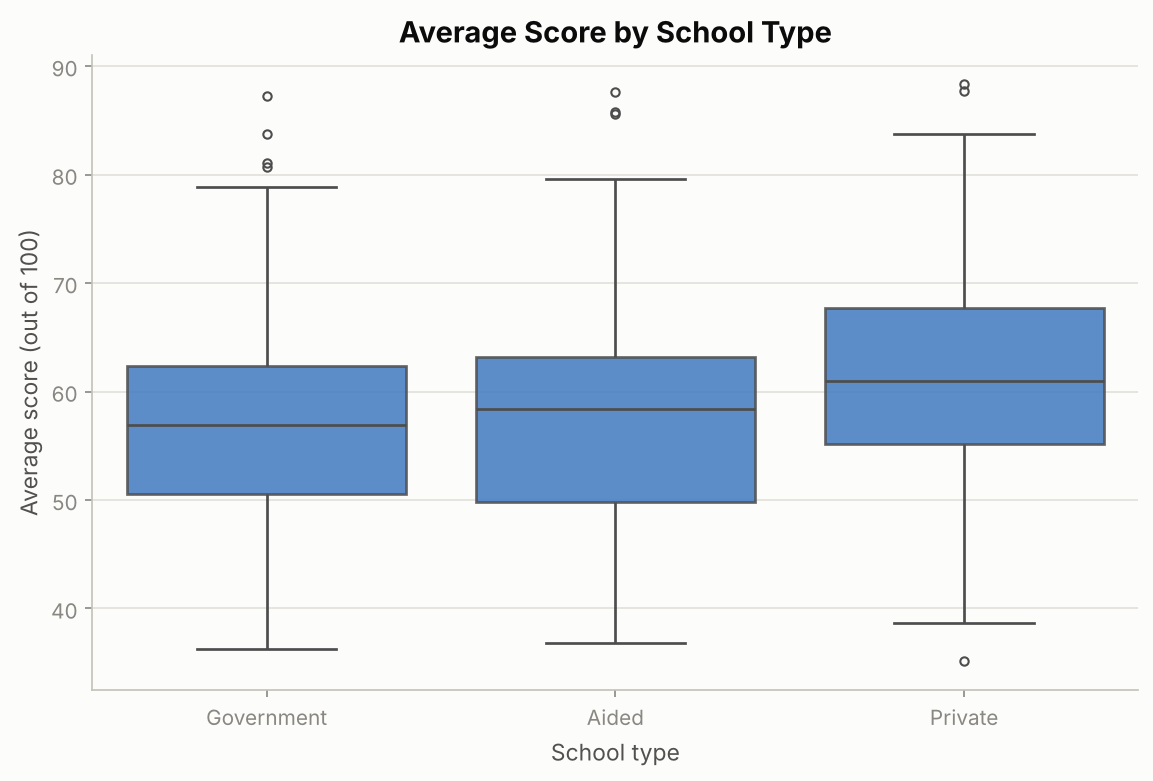 Average Score by School Type
Average score (out of 100)
90
80
70
60
50
40
Government
Aided
Private
School type